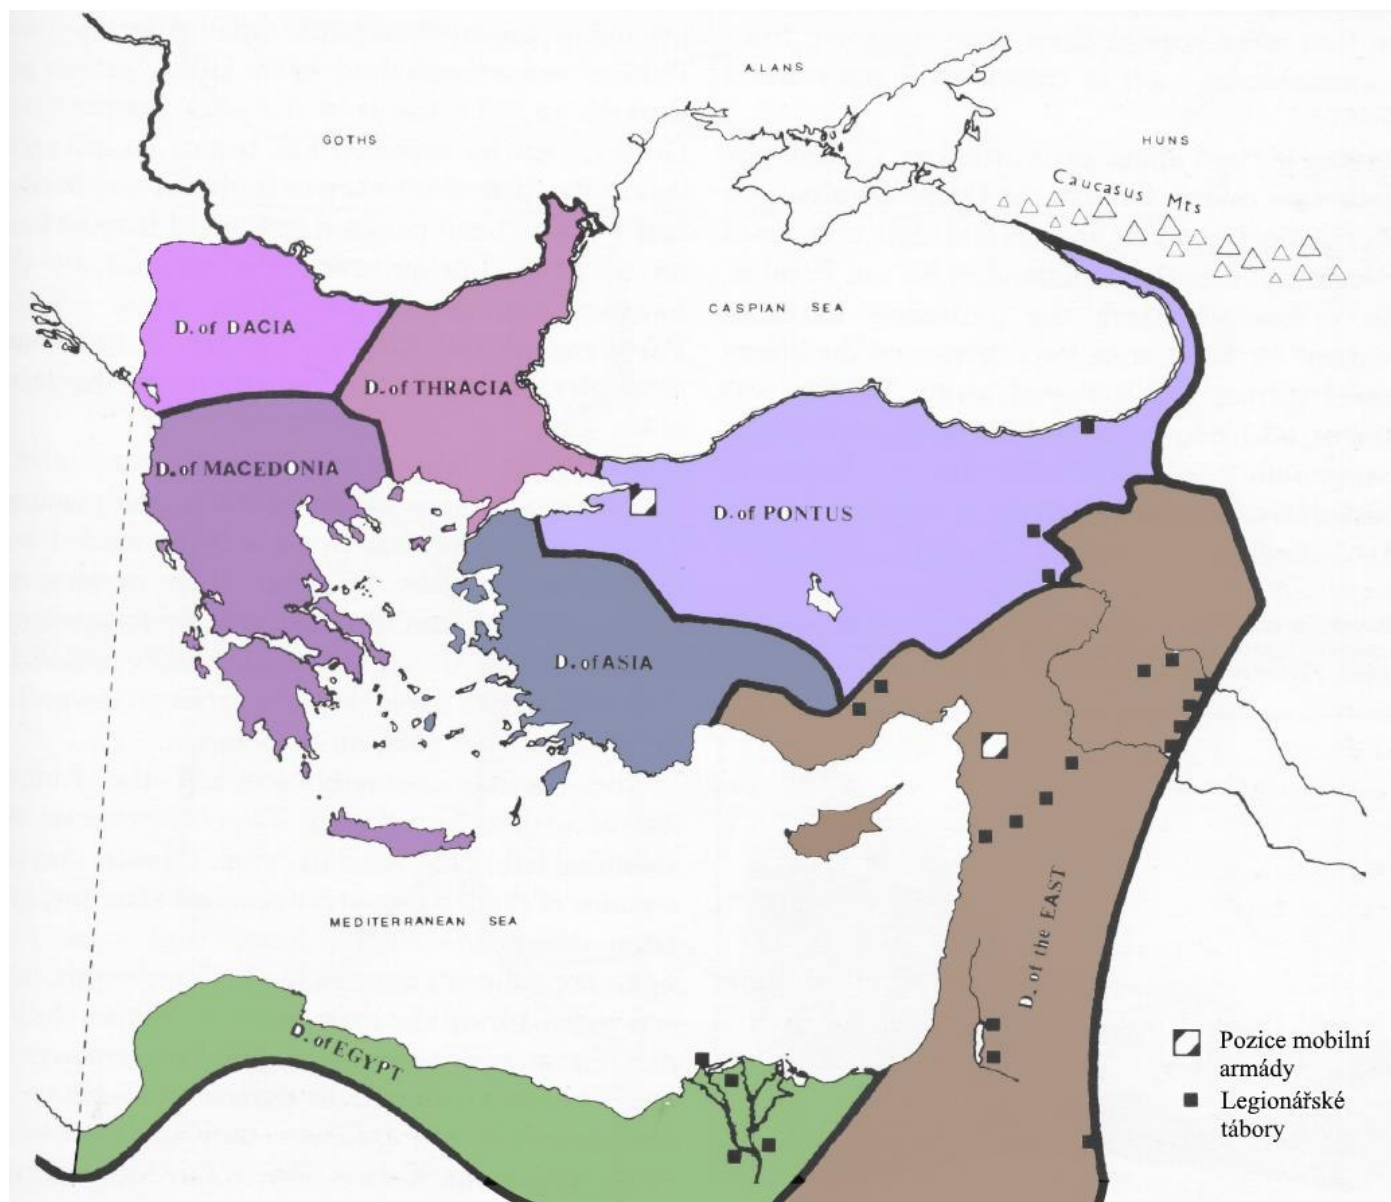 ALANS
GOTHS
HUNS
Caucasus Mts
CASPIAN SEA
D. of DACIA
D. of THRACIA
D. of MACEDONIA
D. of PONTUS
D. of ASIA
MEDITERRANEAN SEA
D. of the EAST
D. of EGYPT
Pozice mobilní
armády
Legionářské
tábory